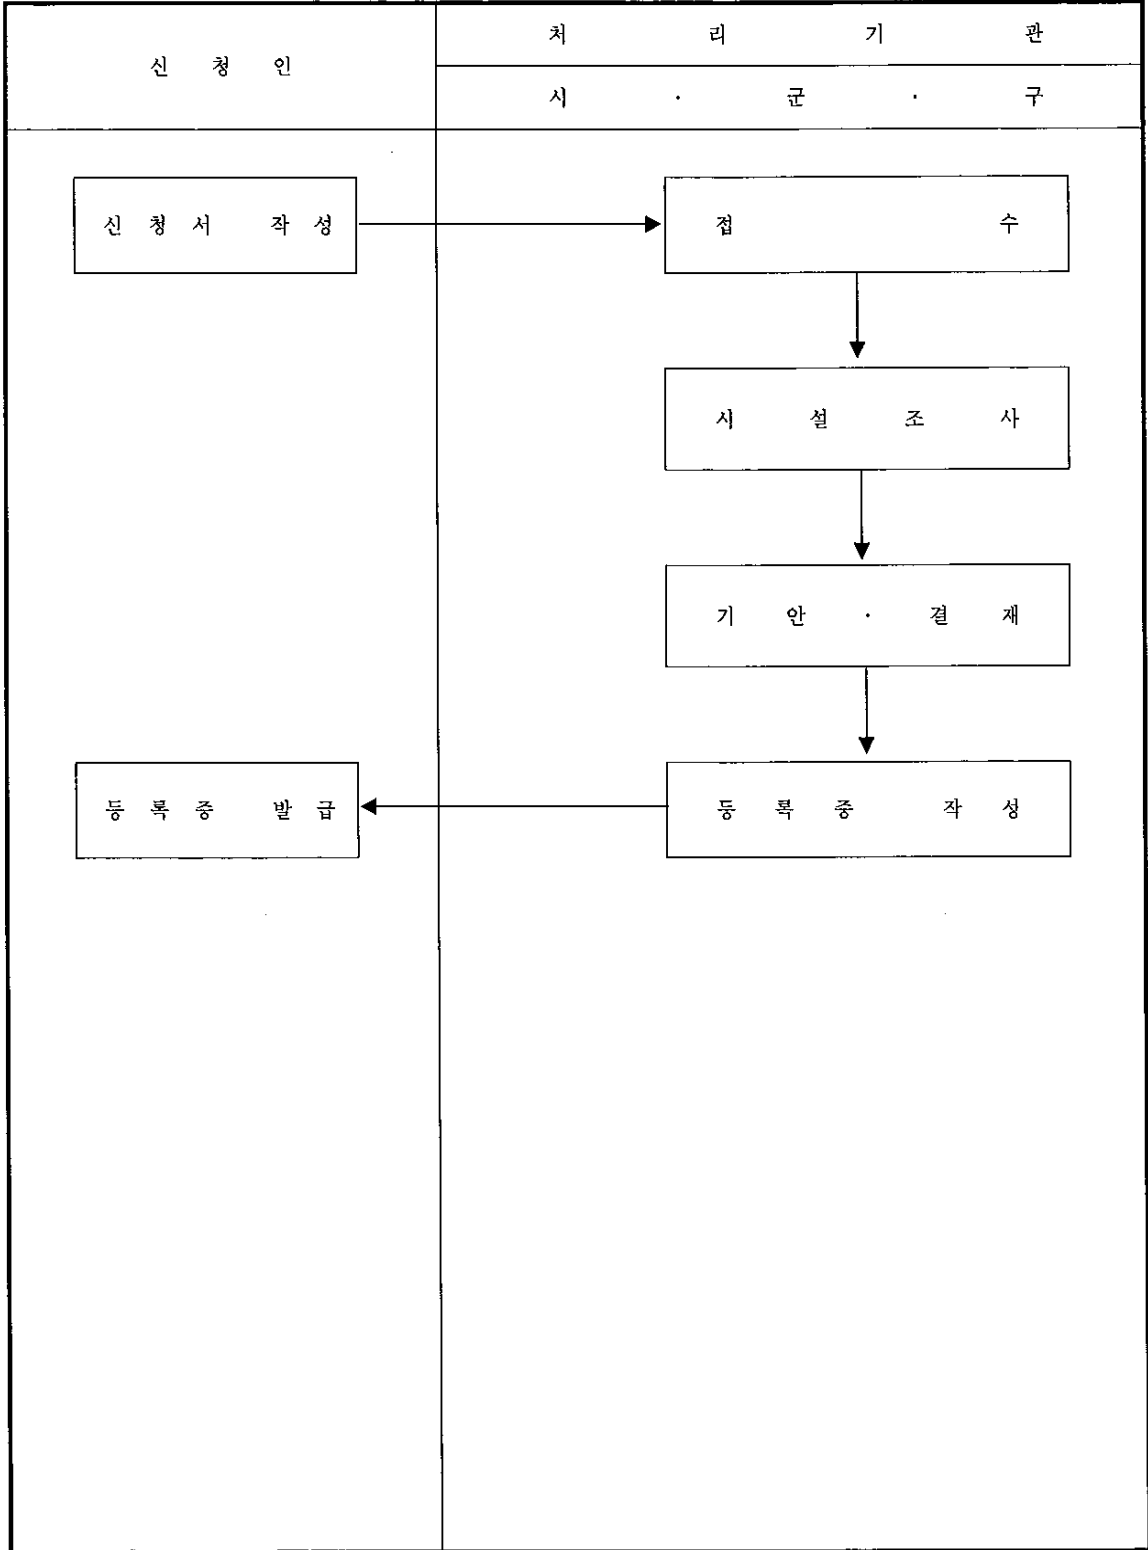 신 청 인
처 리 기 관
시 · 군 · 구
신 청 서 작 성
접 수
시 설 조 사
기 안 · 결 재
등 록 증 발 급
등 록 증 작 성